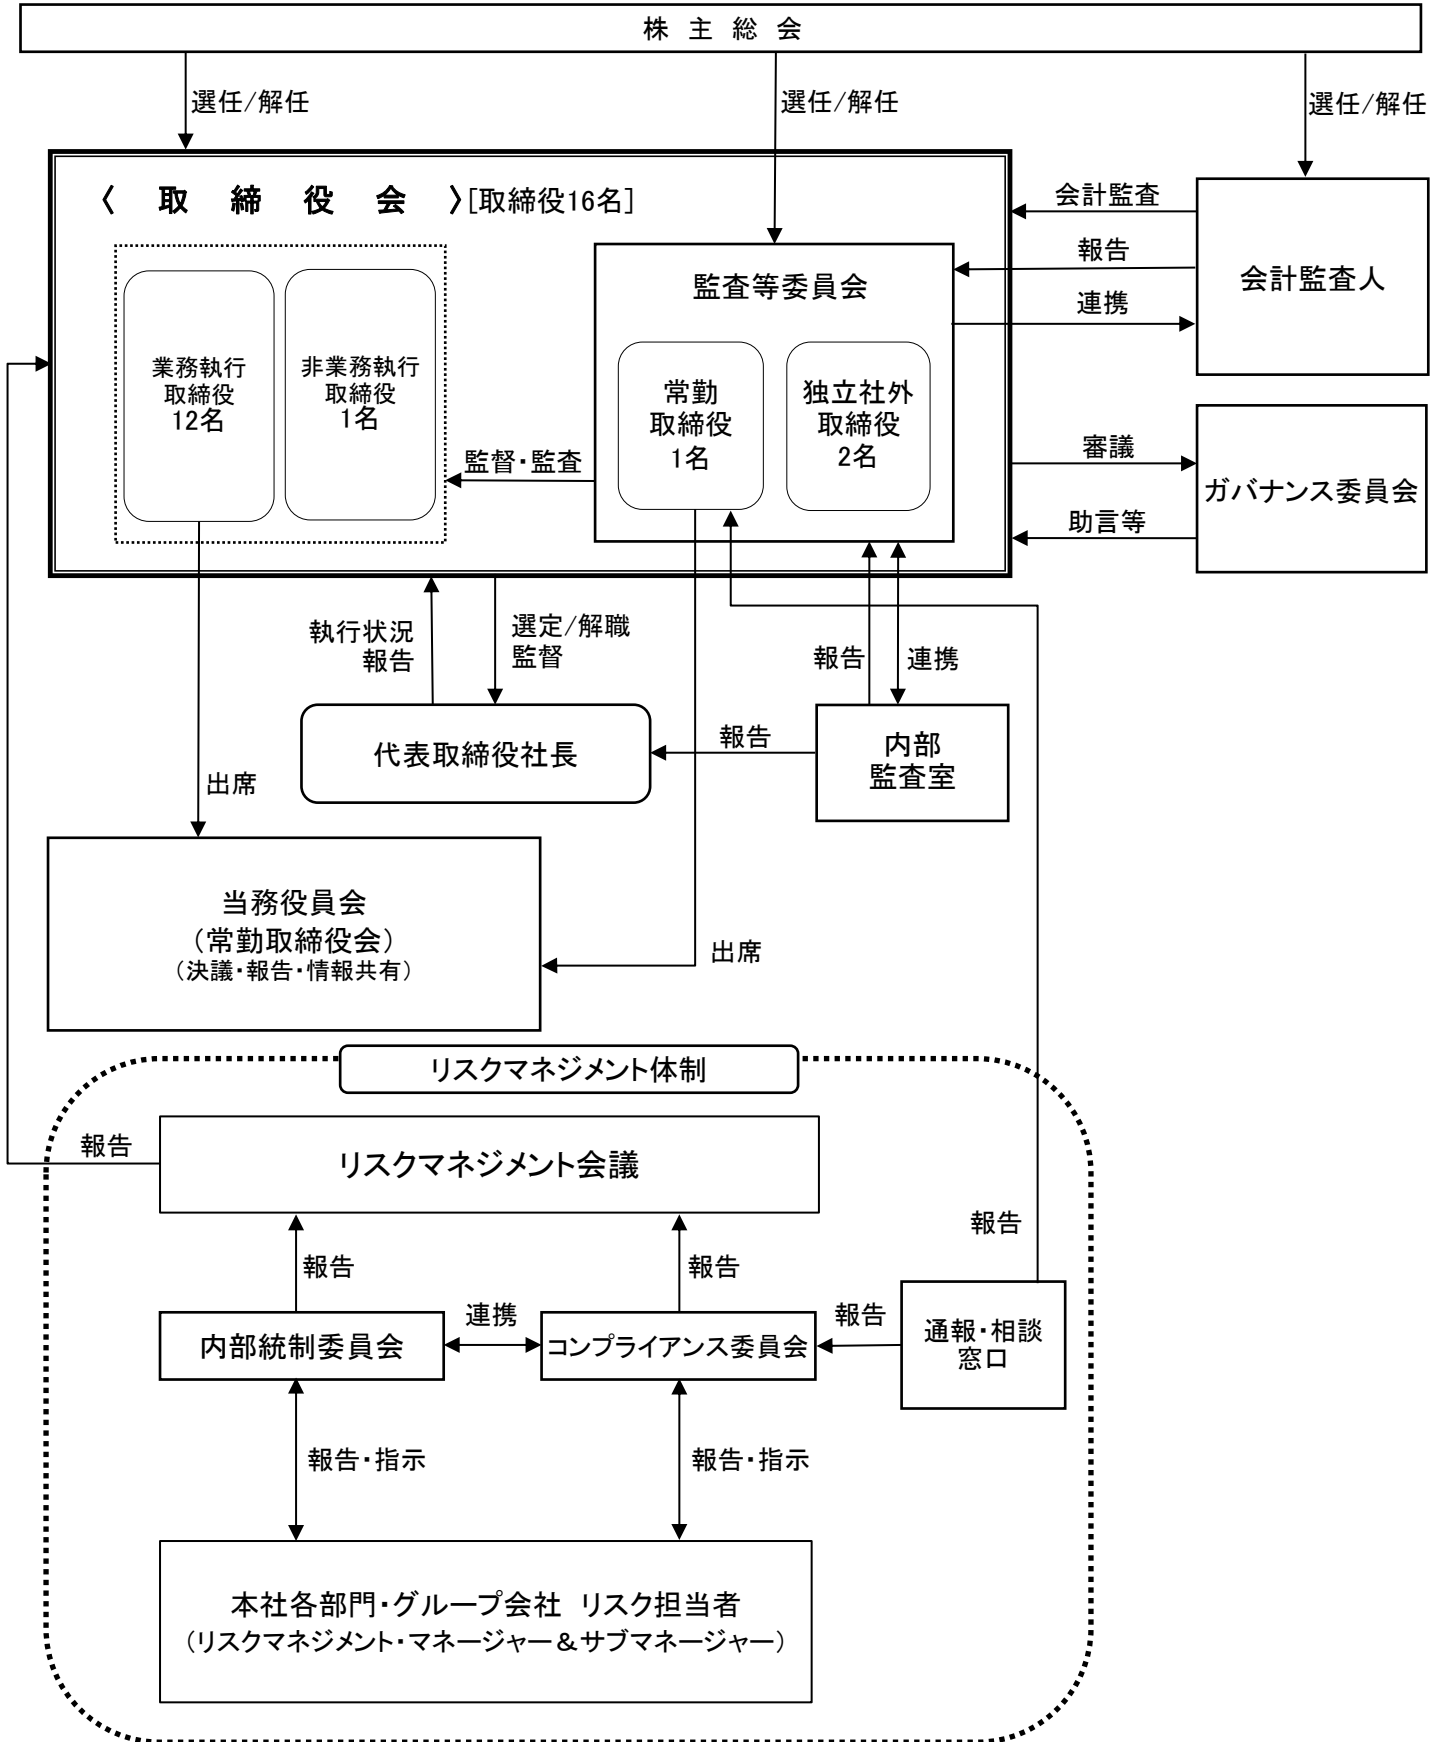 株 主 総 会
選任/解任
選任/解任
選任/解任
〈 取 締 役 会 〉[取締役16名]
会計監査
報告
連携
会計監査人
監査等委員会
業務執行
取締役
12名
非業務執行
取締役
1名
常勤
取締役
1名
独立社外
取締役
2名
監督・監査
審議
ガバナンス委員会
助言等
執行状況
報告
選定/解職
監督
報告
連携
代表取締役社長
報告
内部
監査室
出席
当務役員会
(常勤取締役会)
(決議・報告・情報共有)
出席
リスクマネジメント体制
報告
リスクマネジメント会議
報告
報告
報告
内部統制委員会
連携
コンプライアンス委員会
報告
通報・相談
窓口
報告・指示
報告・指示
本社各部門・グループ会社 リスク担当者
(リスクマネジメント・マネージャー＆サブマネージャー)